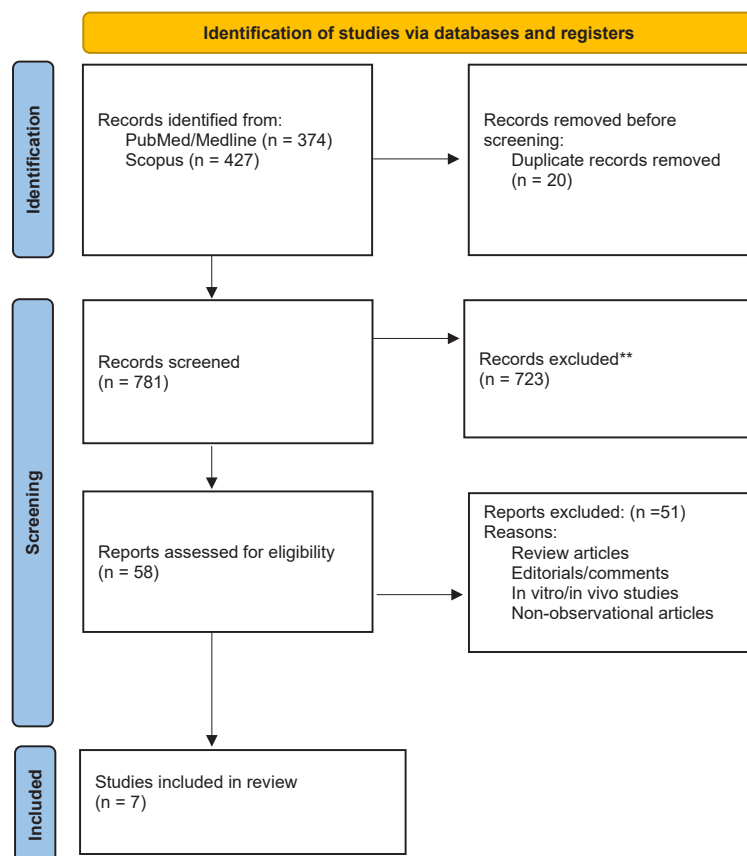 Identification of studies via databases and registers
Identification
Records identified from:
PubMed/Medline (n = 374)
Scopus (n = 427)
Records removed before
screening:
Duplicate records removed
(n = 20)
Screening
Records screened
(n = 781)
Records excluded**
(n = 723)
Reports assessed for eligibility
(n = 58)
Reports excluded: (n =51)
Reasons:
Review articles
Editorials/comments
In vitro/in vivo studies
Non-observational articles
Included
Studies included in review
(n = 7)